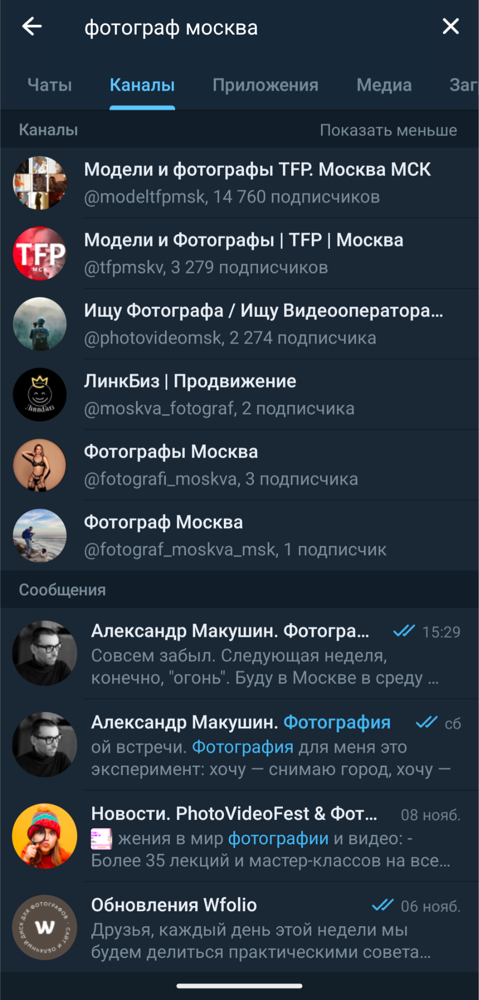 фотограф москва
Чаты Каналы Приложения Медиа Заг
Каналы Показать меньше
Модели и фотографы TFP. Москва МСК
@modeltfpmsk, 14 760 подписчиков
TFP
МСК
Модели и Фотографы | TFP | Москва
@tfpmskv, 3 279 подписчиков
Ищу Фотографа / Ищу Видеооператора...
@photovideomsk, 2 274 подписчика
ЛинкБиз
ЛинкБиз | Продвижение
@moskva_fotograf, 2 подписчика
Фотографы Москва
@fotografi_moskva, 3 подписчика
Фотограф Москва
@fotograf_moskva_msk, 1 подписчик
Сообщения
Александр Макушин. Фотогра... 15:29
Совсем забыл. Следующая неделя,
конечно, "огонь". Буду в Москве в среду ...
Александр Макушин. Фотография сб
ой встречи. Фотография для меня это
эксперимент: хочу — снимаю город, хочу —
Новости. PhotoVideoFest & Фот... 08 нояб.
жения в мир фотографии и видео: -
Более 35 лекций и мастер-классов на все...
W
САЙТ И ОБЛАЧНЫЙ ДИСК ДЛЯ ФОТОГРАФОВ
Обновления Wfolio 06 нояб.
Друзья, каждый день этой недели мы
будем делиться практическими совета...